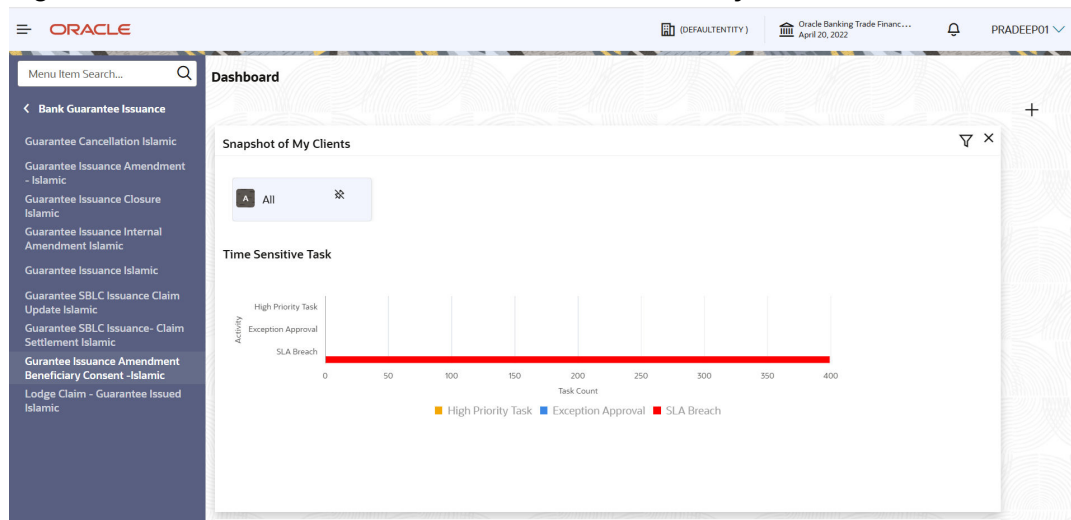 ORACLE
(DEFAULTENTITY)
Oracle Banking Trade Financ...
April 20, 2022
PRADEEP01
Menu Item Search...
Dashboard
Bank Guarantee Issuance
Guarantee Cancellation Islamic
Guarantee Issuance Amendment
- Islamic
Guarantee Issuance Closure
Islamic
Guarantee Issuance Internal
Amendment Islamic
Guarantee Issuance Islamic
Guarantee SBLC Issuance Claim
Update Islamic
Guarantee SBLC Issuance- Claim
Settlement Islamic
Gurantee Issuance Amendment
Beneficiary Consent -Islamic
Lodge Claim - Guarantee Issued
Islamic
Snapshot of My Clients
A All
Time Sensitive Task
Activity
High Priority Task
Exception Approval
SLA Breach
0 50 100 150 200 250 300 350 400
Task Count
High Priority Task Exception Approval SLA Breach